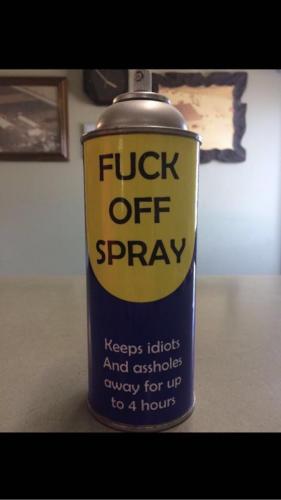 FUCK
OFF
SPRAY
Keeps idiots
And assholes
away for up
to 4 hours